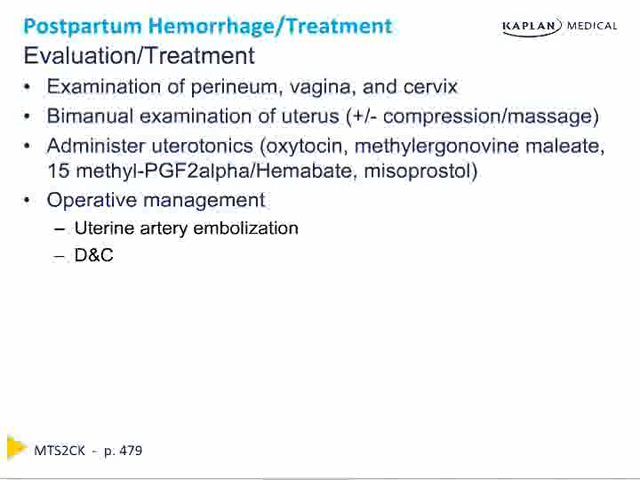 Postpartum Hemorrhage/Treatment
KAPLAN MEDICAL
Evaluation/Treatment
• Examination of perineum, vagina, and cervix
• Bimanual examination of uterus (+/- compression/massage)
• Administer uterotonics (oxytocin, methylergonovine maleate,
15 methyl-PGF2alpha/Hemabate, misoprostol)
• Operative management
– Uterine artery embolization
– D&C
MTS2CK - p. 479